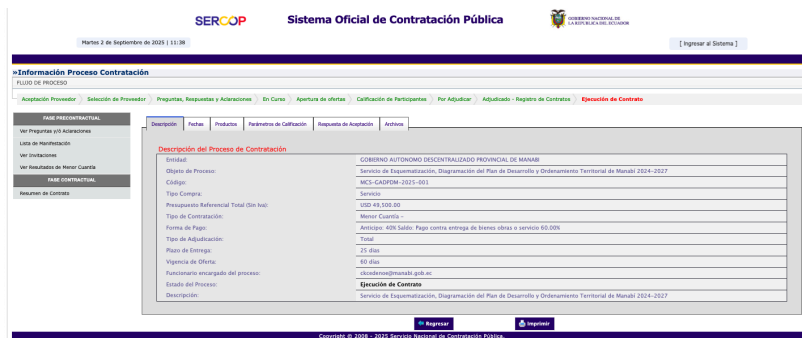 SERCOP
Sistema Oficial de Contratación Pública
GOBIERNO NACIONAL DE
LA REPUBLICA DEL ECUADOR
Martes 2 de Septiembre de 2025 | 11:38
[ Ingresar al Sistema ]
»Información Proceso Contratación
FLUJO DE PROCESO
Aceptación Proveedor Selección de Proveedor Preguntas, Respuestas y Aclaraciones En Curso Apertura de ofertas Calificación de Participantes Por Adjudicar Adjudicado - Registro de Contratos Ejecución de Contrato
FASE PRECONTRACTUAL
Ver Preguntas y/ó Aclaraciones
Lista de Manifestación
Ver Invitaciones
Ver Resultados de Menor Cuantía
FASE CONTRACTUAL
Resumen de Contrato
Descripción Fechas Productos Parámetros de Calificación Respuesta de Aceptación Archivos
Descripción del Proceso de Contratación
Entidad: GOBIERNO AUTONOMO DESCENTRALIZADO PROVINCIAL DE MANABI
Objeto de Proceso: Servicio de Esquematización, Diagramación del Plan de Desarrollo y Ordenamiento Territorial de Manabi 2024-2027
Código: MCS-GADPDM-2025-001
Tipo Compra: Servicio
Presupuesto Referencial Total (Sin Iva): USD 49,500.00
Tipo de Contratación: Menor Cuantía -
Forma de Pago: Anticipo: 40% Saldo: Pago contra entrega de bienes obras o servicio 60.00%
Tipo de Adjudicación: Total
Plazo de Entrega: 25 días
Vigencia de Oferta: 60 días
Funcionario encargado del proceso: ckcedenoe@manabi.gob.ec
Estado del Proceso: Ejecución de Contrato
Descripción: Servicio de Esquematización, Diagramación del Plan de Desarrollo y Ordenamiento Territorial de Manabi 2024-2027
Regresar Imprimir
Copyright © 2008 - 2025 Servicio Nacional de Contratación Pública.